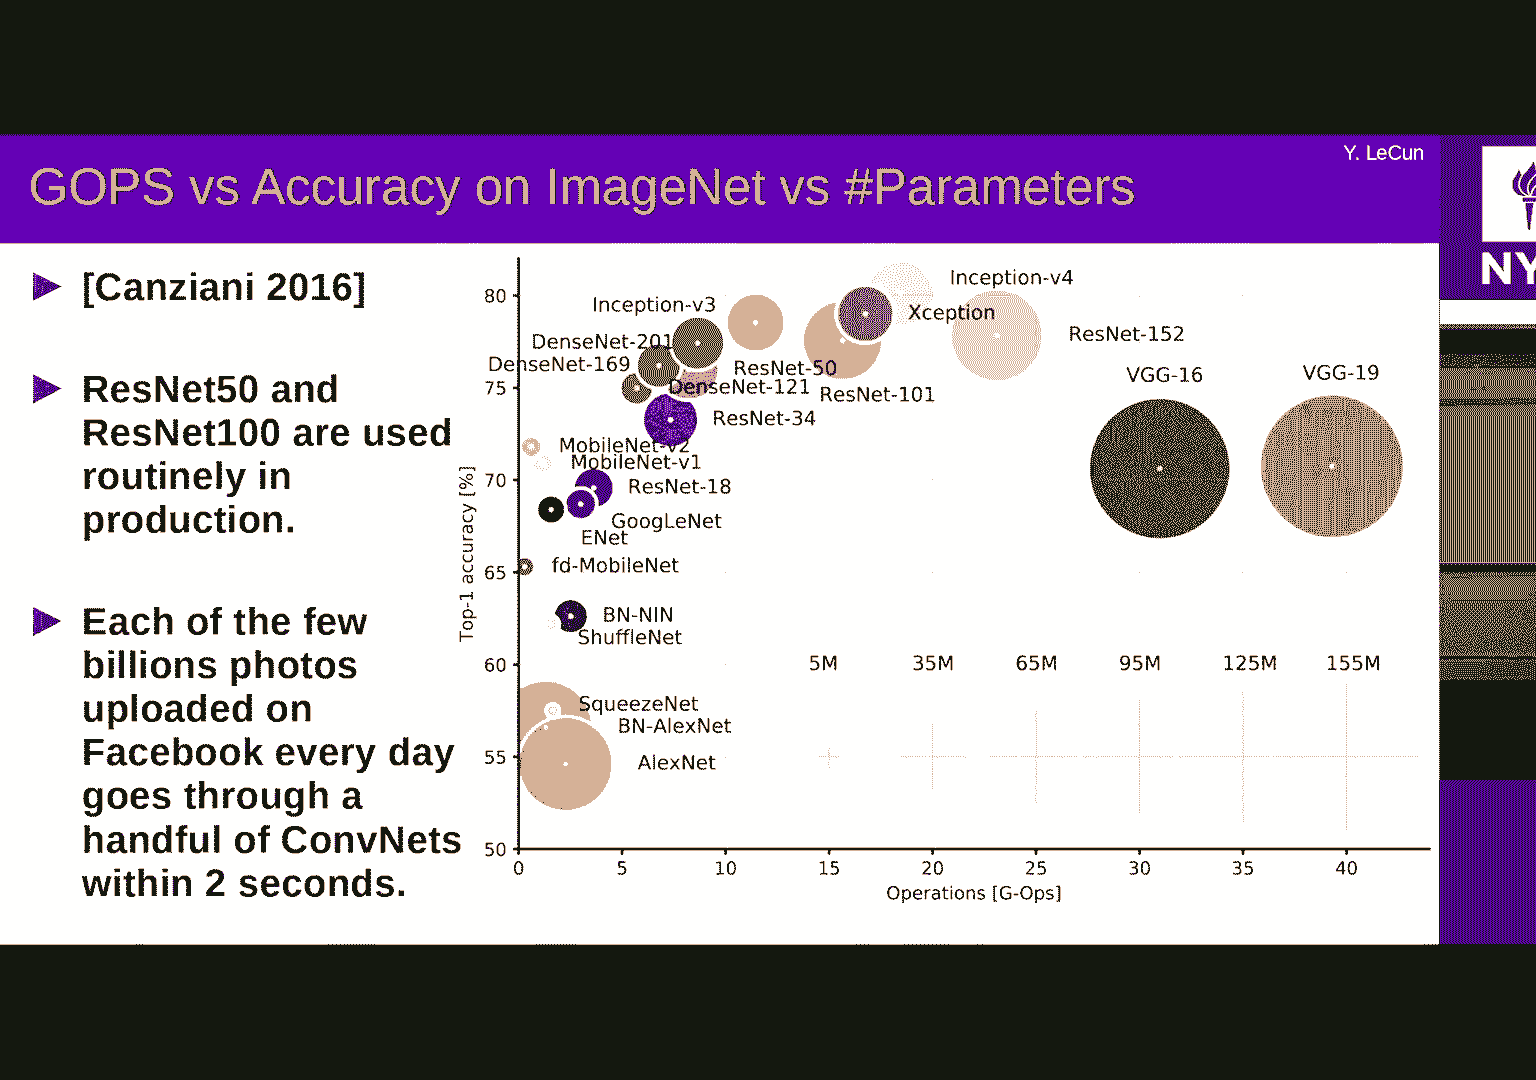 Y. LeCun
GOPS vs Accuracy on ImageNet vs #Parameters
NY
[Canziani 2016]
ResNet50 and
ResNet100 are used
routinely in
production.
Each of the few
billions photos
uploaded on
Facebook every day
goes through a
handful of ConvNets
within 2 seconds.
Top-1 accuracy [%]
80
75
70
65
60
55
50
Inception-v4
Inception-v3
Xception
ResNet-152
DenseNet-201
DenseNet-169
ResNet-50
DenseNet-121
ResNet-101
VGG-16
VGG-19
ResNet-34
MobileNet-v2
MobileNet-v1
ResNet-18
GoogLeNet
ENet
fd-MobileNet
BN-NIN
ShuffleNet
5M 35M 65M 95M 125M 155M
SqueezeNet
BN-AlexNet
AlexNet
0 5 10 15 20 25 30 35 40
Operations [G-Ops]